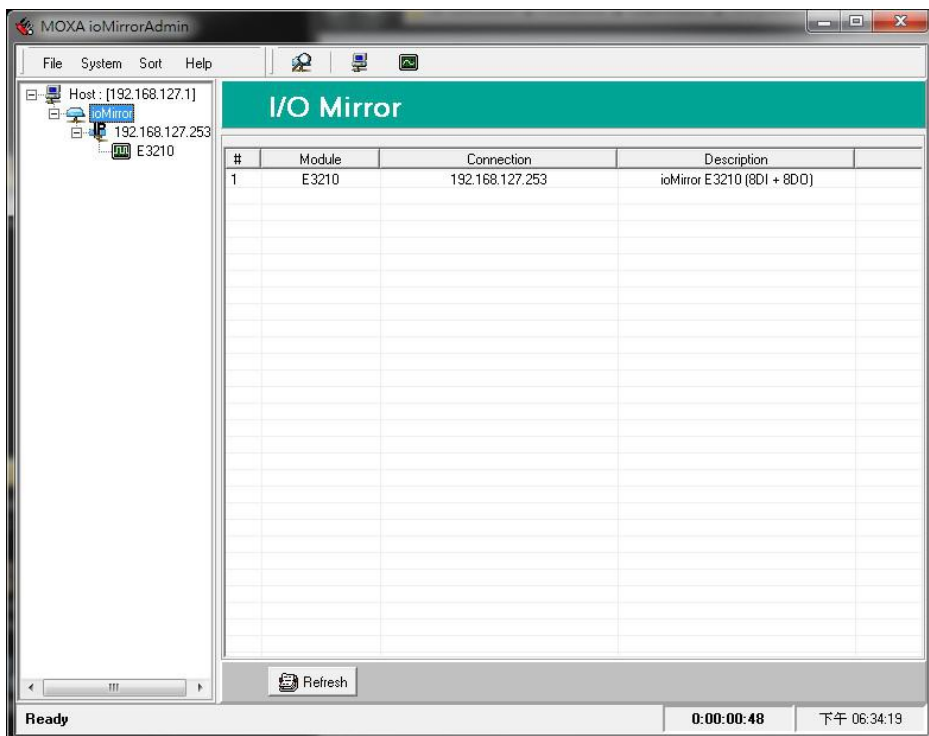 MOXA ioMirrorAdmin
File System Sort Help
Host : [192.168.127.1]
ioMirror
IP 192.168.127.253
E3210
I/O Mirror
# Module Connection Description
1 E3210 192.168.127.253 ioMirror E3210 (8DI + 8DO)
Refresh
Ready 0:00:00:48 下午 06:34:19